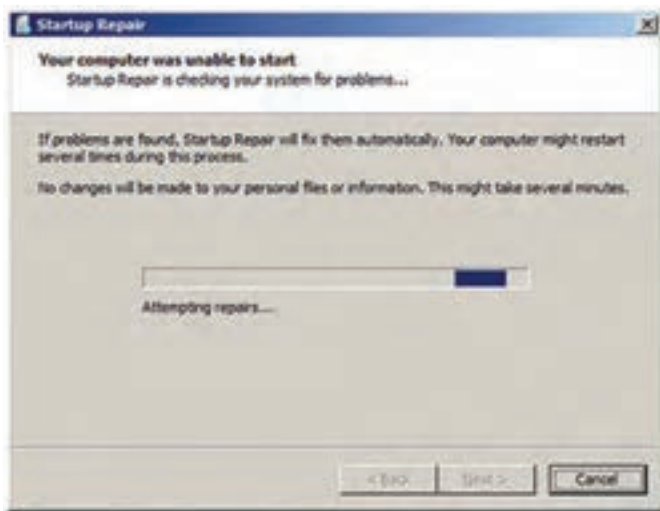 Startup Repair
Your computer was unable to start
Startup Repair is checking your system for problems...
If problems are found, Startup Repair will fix them automatically. Your computer might restart
several times during this process.
No changes will be made to your personal files or information. This might take several minutes.
Attempting repairs...
< Back
Next >
Cancel